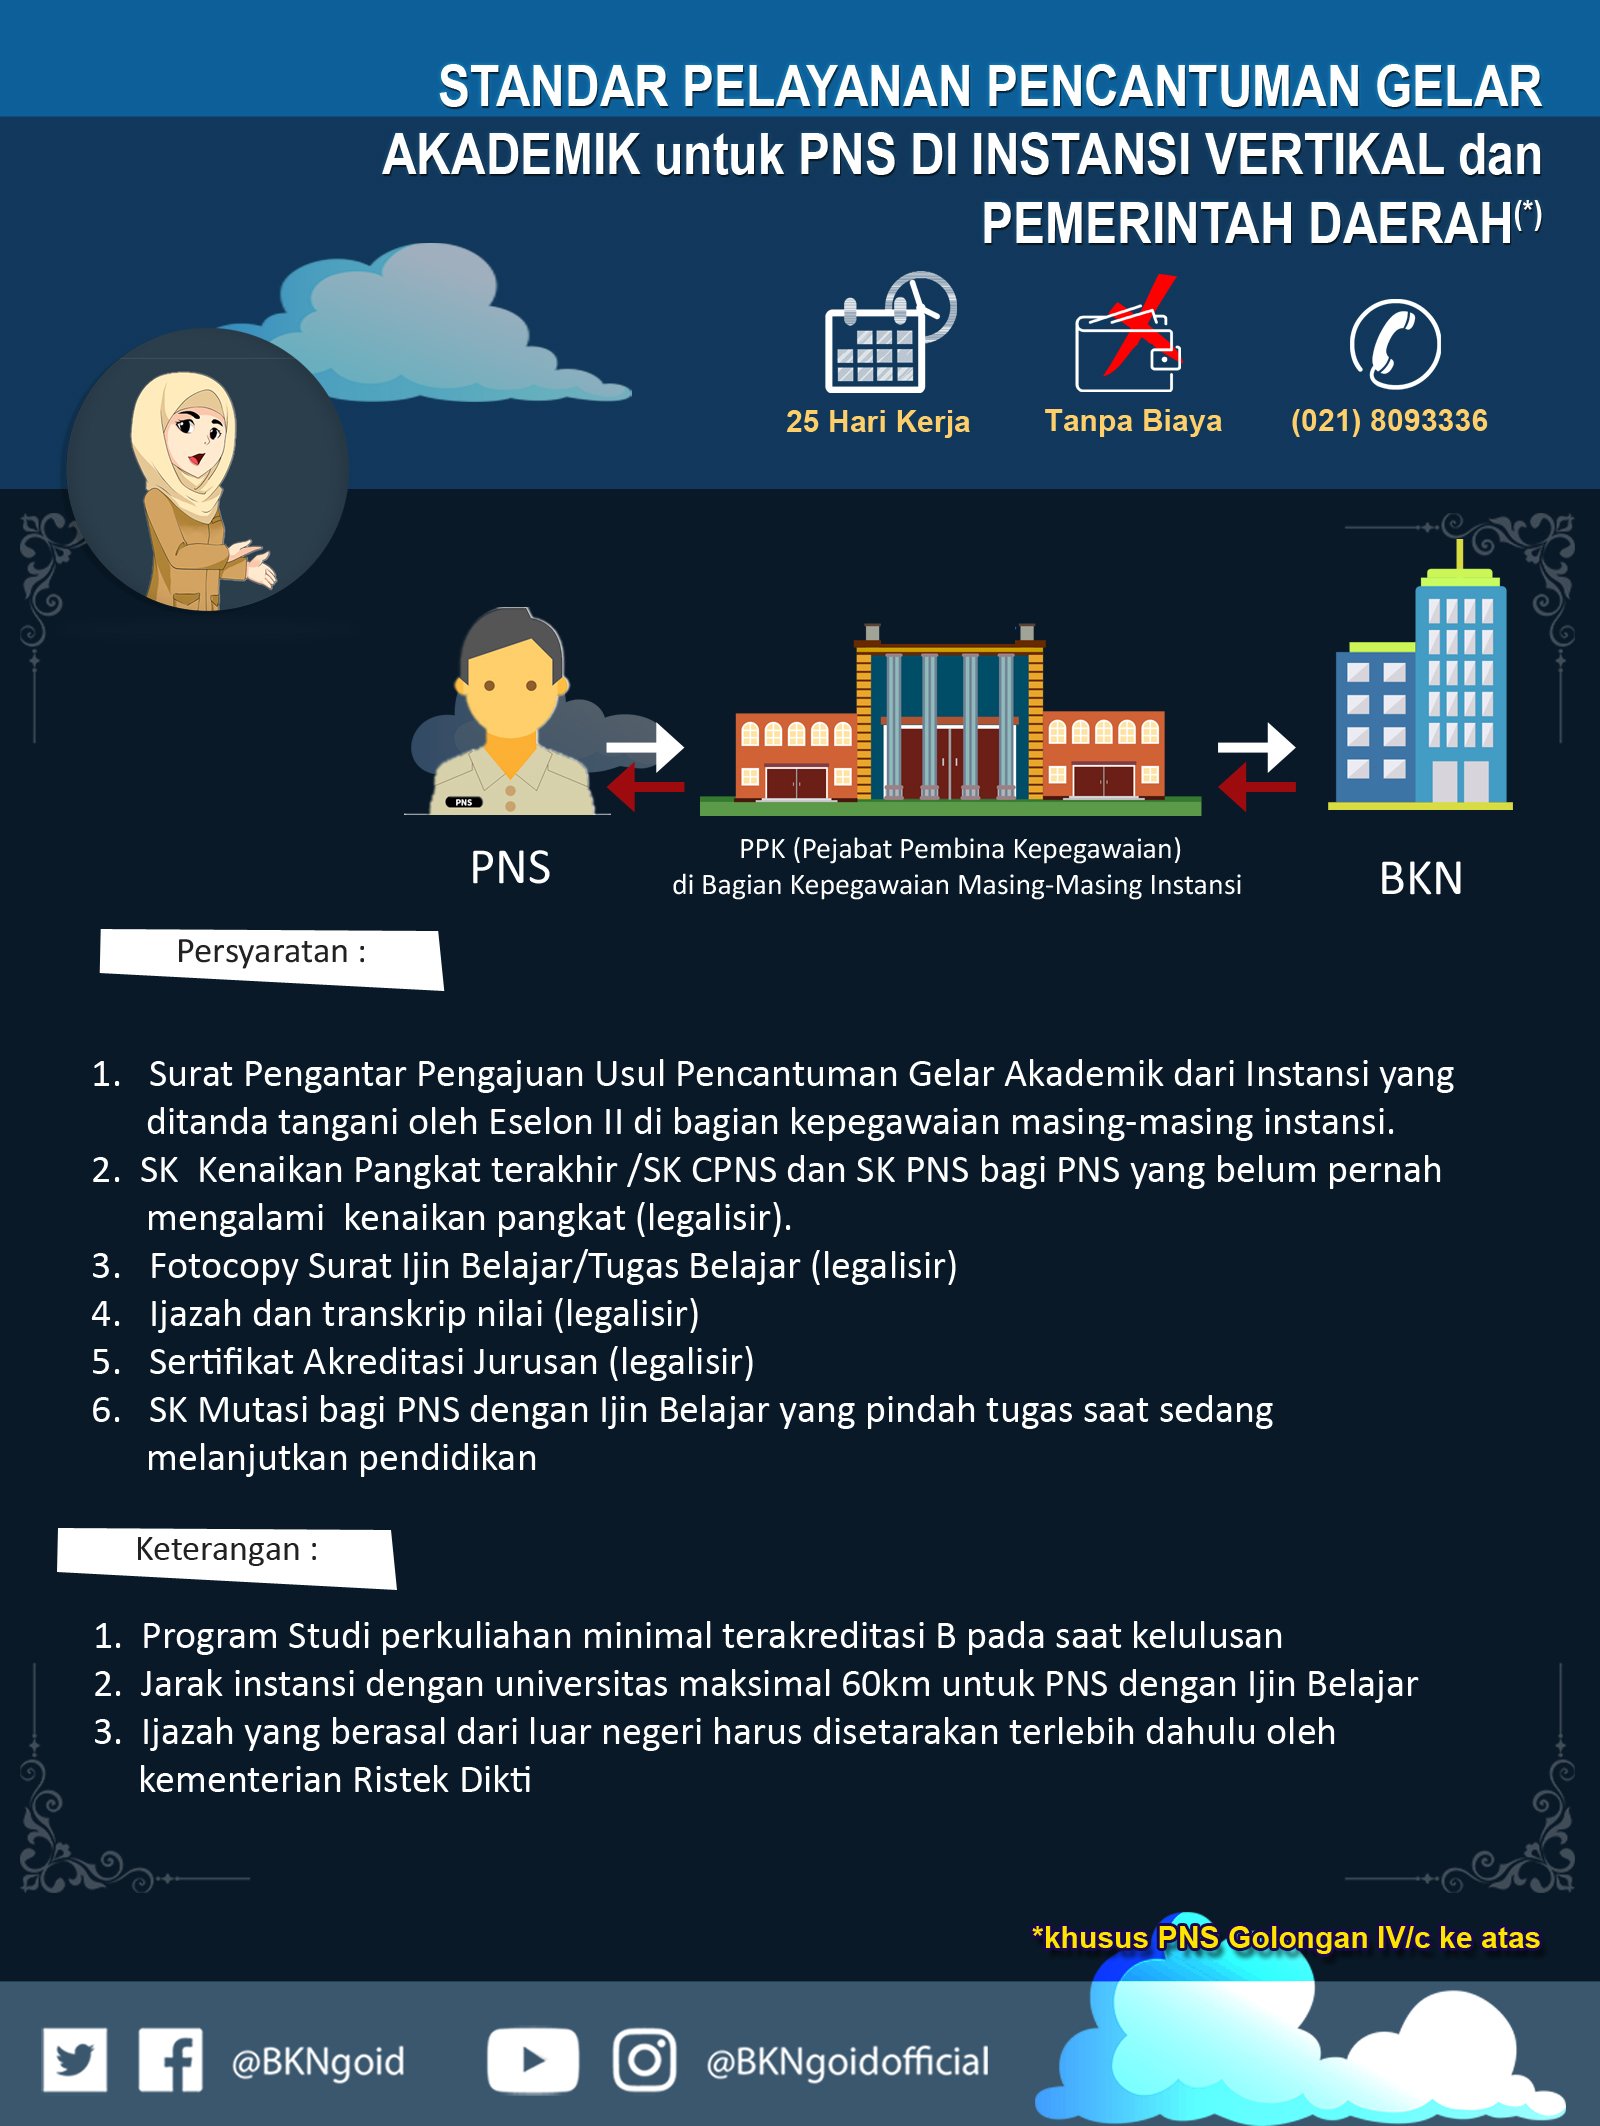 STANDAR PELAYANAN PENCANTUMAN GELAR
AKADEMIK untuk PNS DI INSTANSI VERTIKAL dan
PEMERINTAH DAERAH(*)
25 Hari Kerja
Tanpa Biaya
(021) 8093336
PNS
PNS
PPK (Pejabat Pembina Kepegawaian)
di Bagian Kepegawaian Masing-Masing Instansi
BKN
Persyaratan :
1. Surat Pengantar Pengajuan Usul Pencantuman Gelar Akademik dari Instansi yang
ditanda tangani oleh Eselon II di bagian kepegawaian masing-masing instansi.
2. SK Kenaikan Pangkat terakhir /SK CPNS dan SK PNS bagi PNS yang belum pernah
mengalami kenaikan pangkat (legalisir).
3. Fotocopy Surat Ijin Belajar/Tugas Belajar (legalisir)
4. Ijazah dan transkrip nilai (legalisir)
5. Sertifikat Akreditasi Jurusan (legalisir)
6. SK Mutasi bagi PNS dengan Ijin Belajar yang pindah tugas saat sedang
melanjutkan pendidikan
Keterangan :
1. Program Studi perkuliahan minimal terakreditasi B pada saat kelulusan
2. Jarak instansi dengan universitas maksimal 60km untuk PNS dengan Ijin Belajar
3. Ijazah yang berasal dari luar negeri harus disetarakan terlebih dahulu oleh
kementerian Ristek Dikti
*khusus PNS Golongan IV/c ke atas
@BKNgoid
@BKNgoidofficial